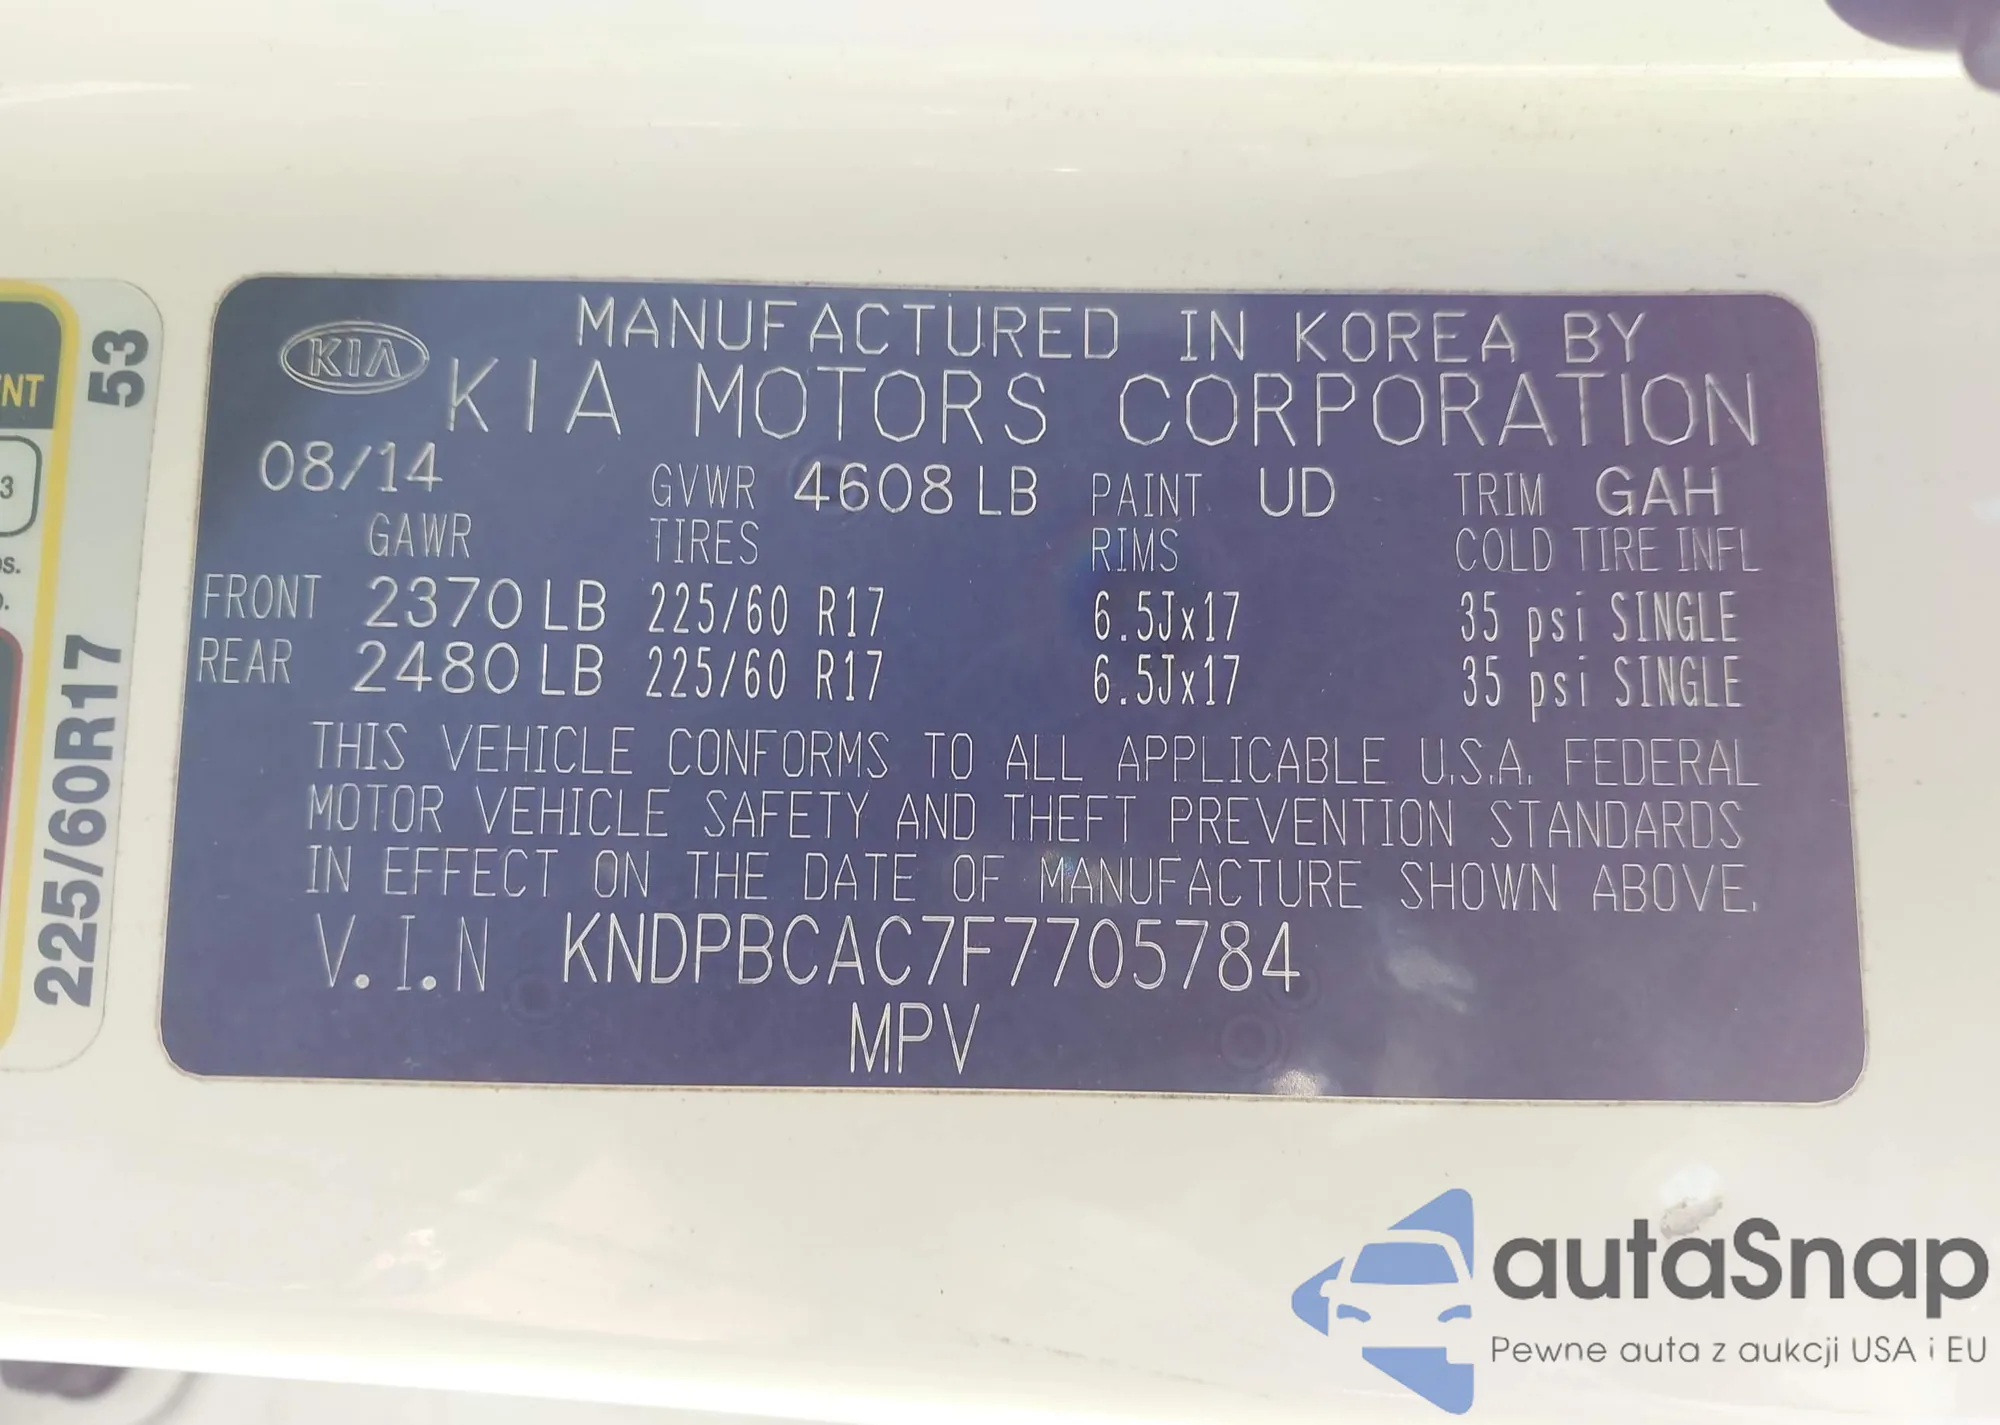 KIA
MANUFACTURED IN KOREA BY
KIA MOTORS CORPORATION
08/14 GVWR 4608 LB PAINT UD TRIM GAH
GAWR TIRES RIMS COLD TIRE INFL
FRONT 2370 LB 225/60 R17 6.5Jx17 35 psi SINGLE
REAR 2480 LB 225/60 R17 6.5Jx17 35 psi SINGLE
THIS VEHICLE CONFORMS TO ALL APPLICABLE U.S.A. FEDERAL
MOTOR VEHICLE SAFETY AND THEFT PREVENTION STANDARDS
IN EFFECT ON THE DATE OF MANUFACTURE SHOWN ABOVE.
V.I.N KNDPBCAC7F7705784
MPV
225/60R17 53
NT
3
autaSnap
Pewne auta z aukcji USA i EU